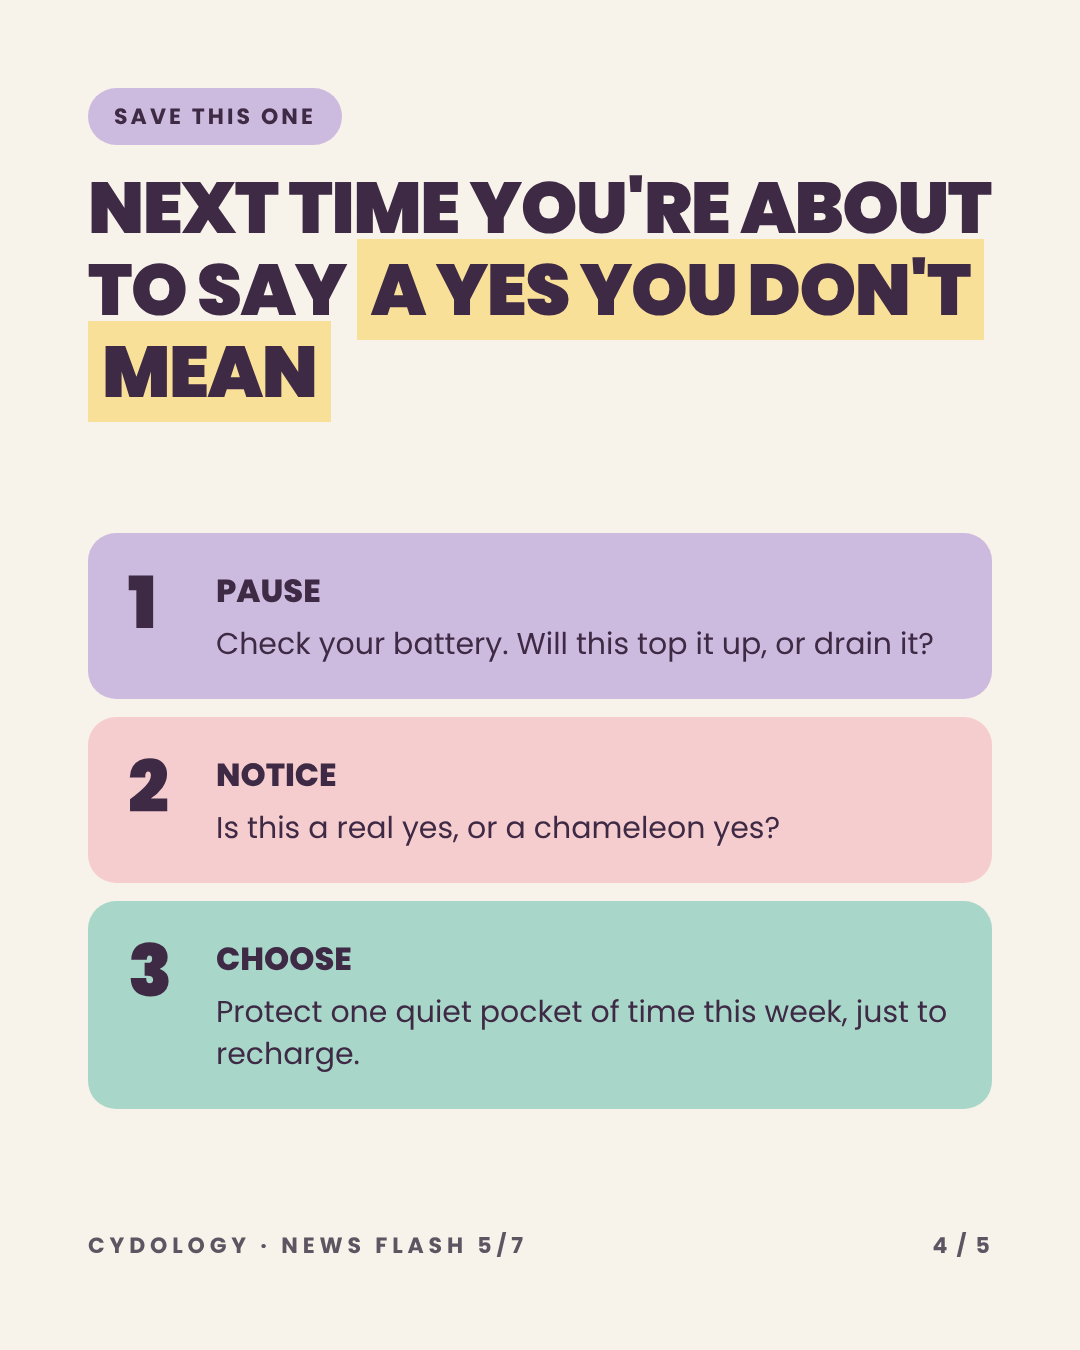 SAVE THIS ONE
NEXT TIME YOU'RE ABOUT
TO SAY A YES YOU DON'T
MEAN
1
PAUSE
Check your battery. Will this top it up, or drain it?
2
NOTICE
Is this a real yes, or a chameleon yes?
3
CHOOSE
Protect one quiet pocket of time this week, just to
recharge.
CYDOLOGY · NEWS FLASH 5/7
4 / 5